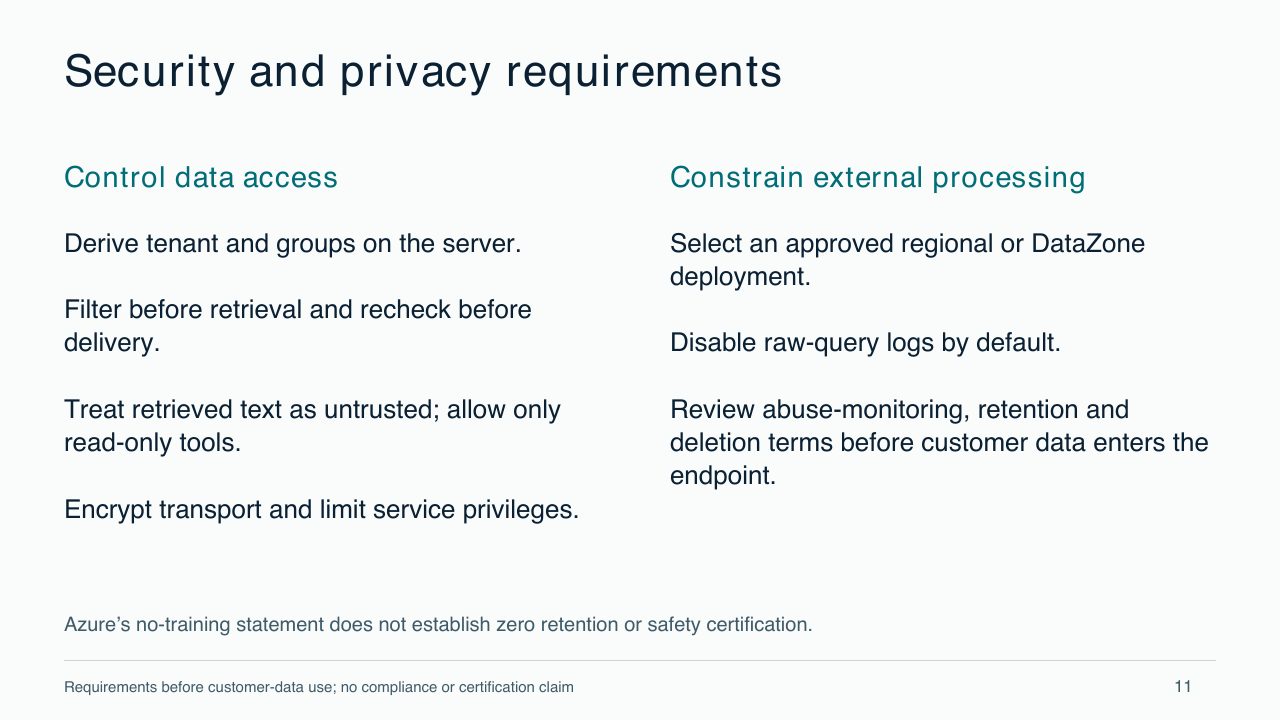 Security and privacy requirements
Control data access
Derive tenant and groups on the server.
Filter before retrieval and recheck before
delivery.
Treat retrieved text as untrusted; allow only
read-only tools.
Encrypt transport and limit service privileges.
Constrain external processing
Select an approved regional or DataZone
deployment.
Disable raw-query logs by default.
Review abuse-monitoring, retention and
deletion terms before customer data enters the
endpoint.
Azure’s no-training statement does not establish zero retention or safety certification.
Requirements before customer-data use; no compliance or certification claim
11